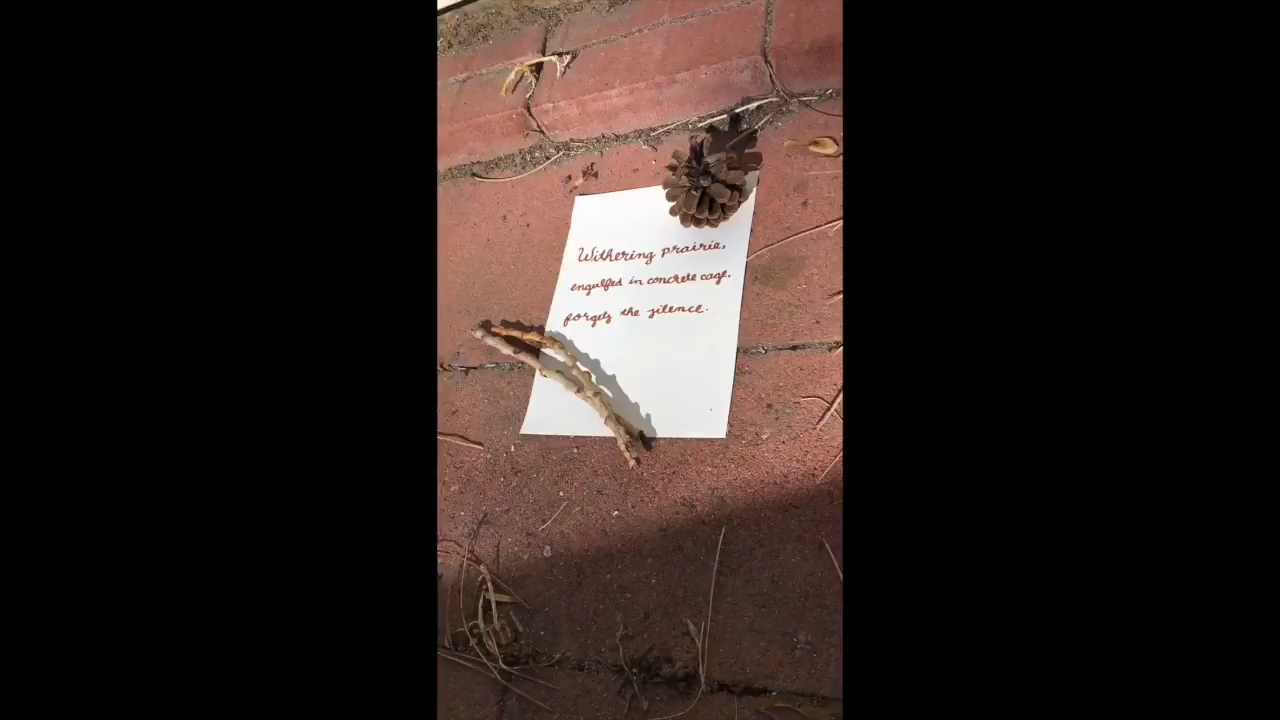 Withering prairie,
engulfed in concrete cage,
forgets the silence.